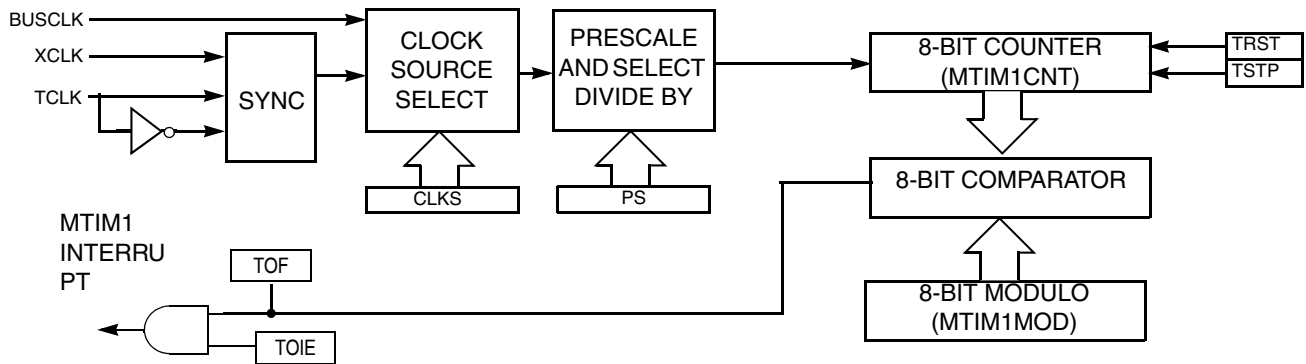 BUSCLK
XCLK
TCLK
SYNC
CLOCK
SOURCE
SELECT
CLKS
PRESCALE
AND SELECT
DIVIDE BY
PS
8-BIT COUNTER
(MTIM1CNT)
TRST
TSTP
8-BIT COMPARATOR
8-BIT MODULO
(MTIM1MOD)
MTIM1
INTERRU
PT
TOF
TOIE